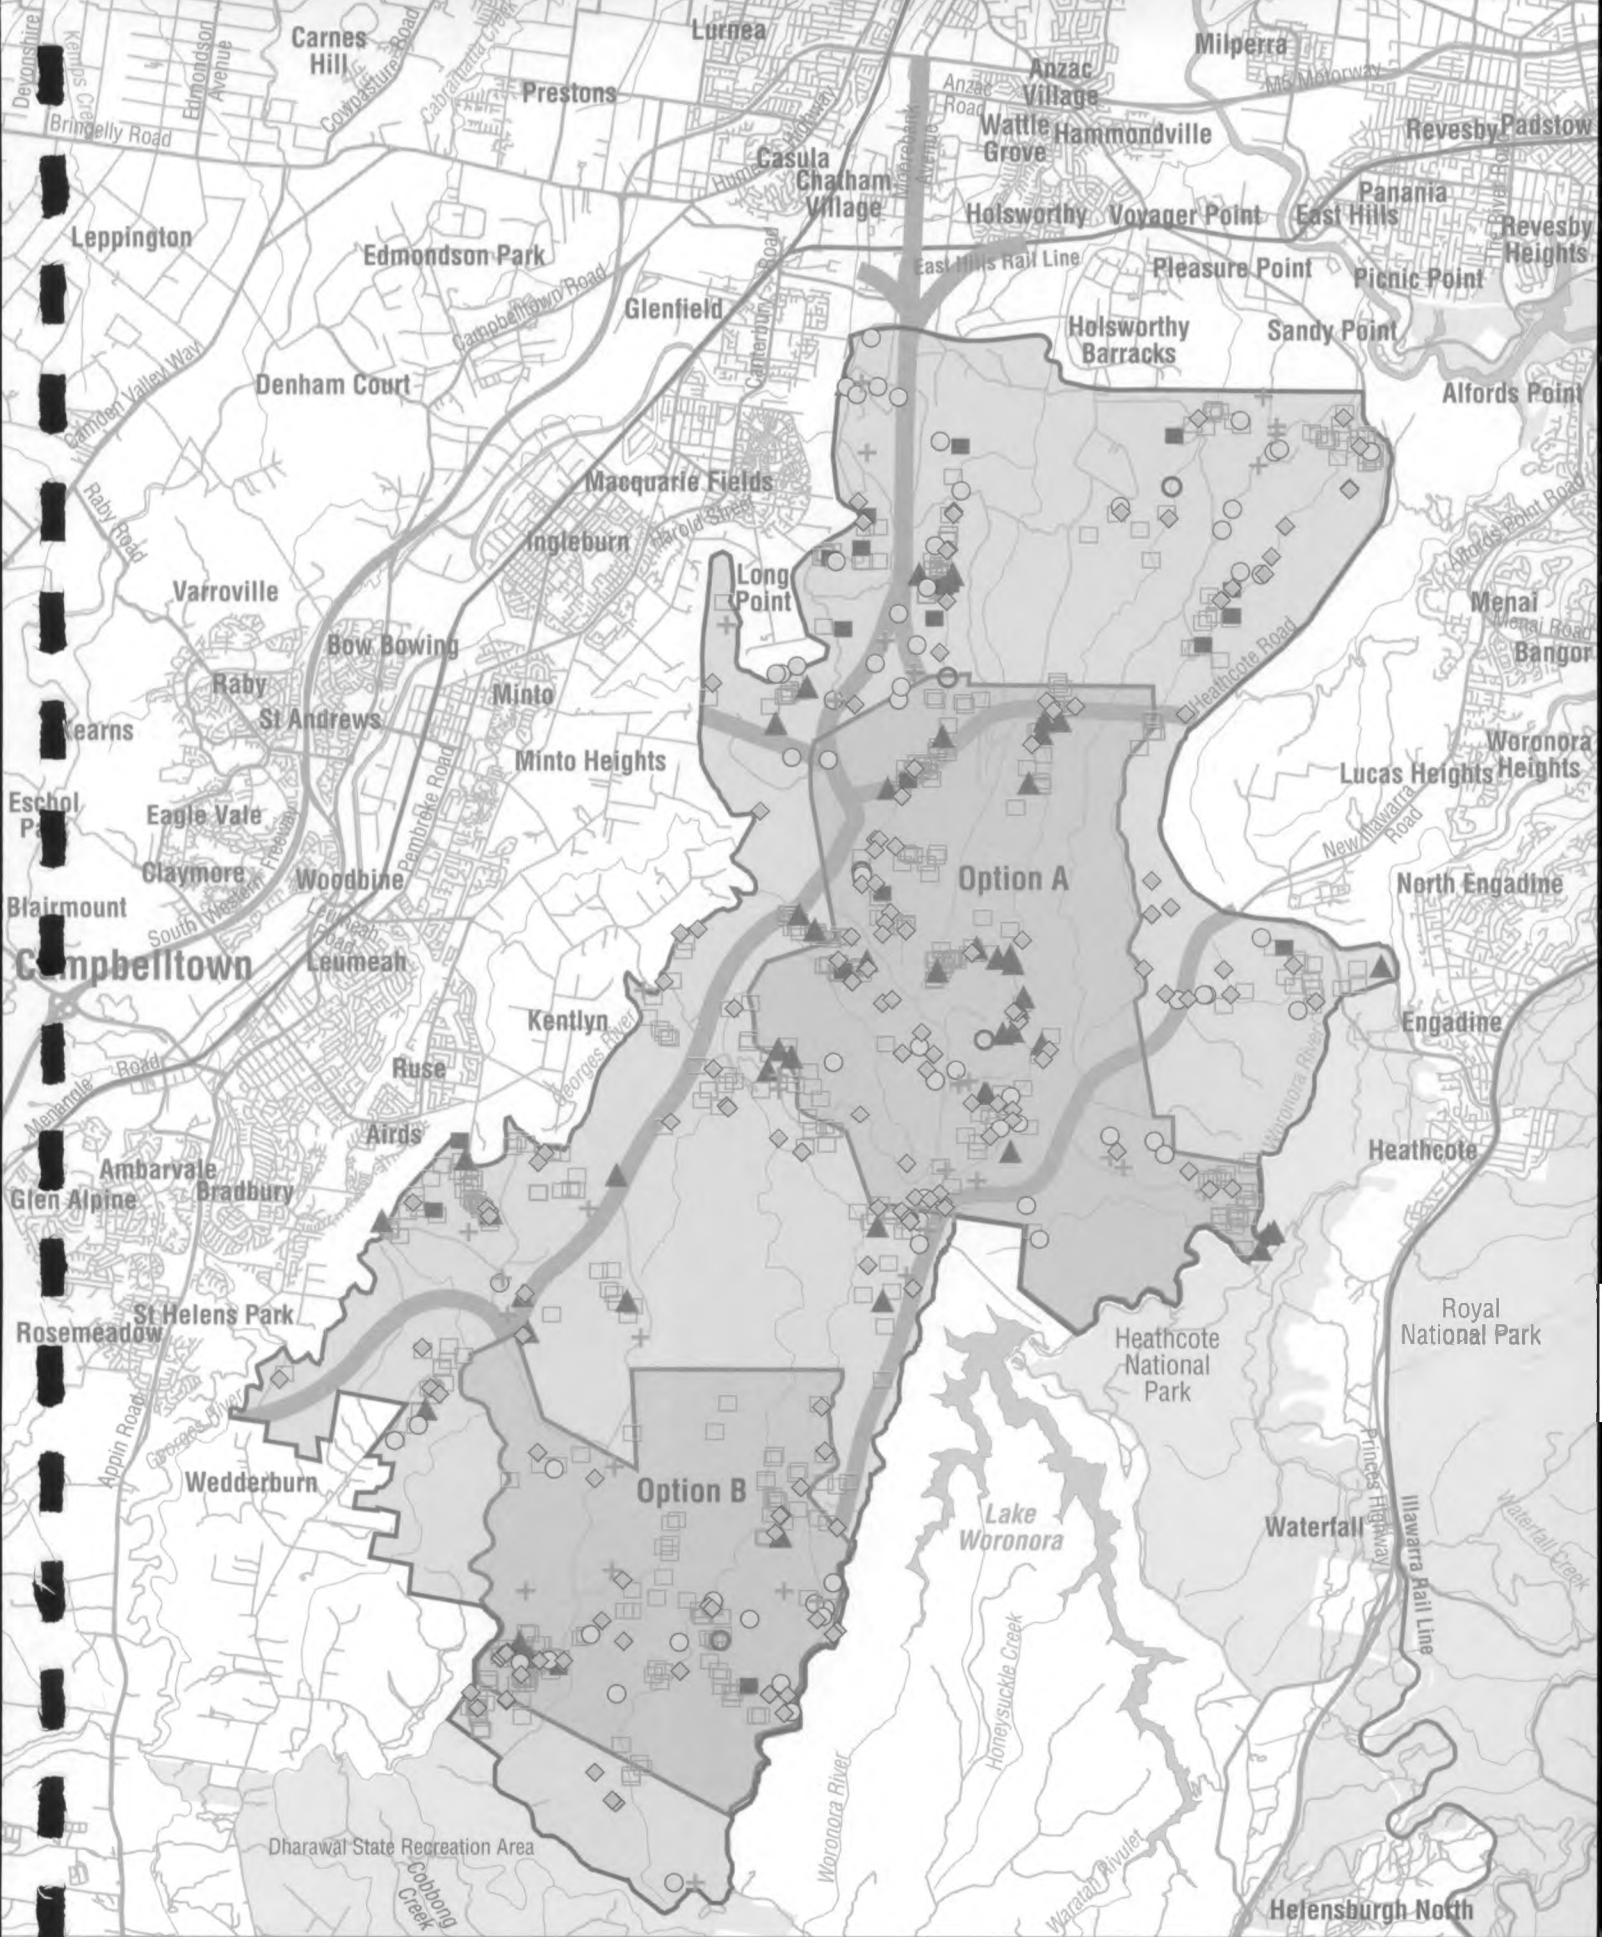 Carnes
Hill
Lurnea
Milperra
Devonshire
Edmondson
Avenue
Cowpasture Road
Cabramatta Creek
Prestons
Anzac
Road
Anzac
Village
M5 Motorway
Bringelly Road
Wattle
Grove
Hammondville
Revesby
Padstow
Casula
Chatham
Village
Moorebank
Avenue
Panania
Holsworthy
Voyager Point
East Hills
Revesby
Heights
Leppington
Edmondson Park
East Hills Rail Line
Pleasure Point
Picnic Point
Campbelltown Road
Glenfield
Canterbury Road
Holsworthy
Barracks
Sandy Point
Camden Valley Way
Denham Court
Alfords Point
Macquarie Fields
Harold Street
Raby Road
Ingleburn
Alfords Point Road
Long
Point
Varroville
Menai
Menai Road
Bangor
Bow Bowing
Heathcote Road
Raby
Minto
St Andrews
Kearns
Woronora
Heights
Minto Heights
Lucas Heights
Pembroke Road
Eschol
Eagle Vale
New Illawarra
Road
Claymore
Woodbine
Option A
North Engadine
Blairmount
South Western Freeway
Leumeah
Road
Campbelltown
Leumeah
Kentlyn
Engadine
Georges River
Menangle Road
Ruse
Woronora River
Airds
Heathcote
Ambarvale
Glen Alpine
Bradbury
St Helens Park
Rosemeadow
Royal
National Park
Heathcote
National
Park
Appin Road
Georges River
Wedderburn
Option B
Princes Highway
Illawarra Rail Line
Lake
Woronora
Waterfall
Waterfall Creek
Honeysuckle Creek
Woronora River
Dharawal State Recreation Area
Cobbong
Creek
Waratah Rivulet
Helensburgh North